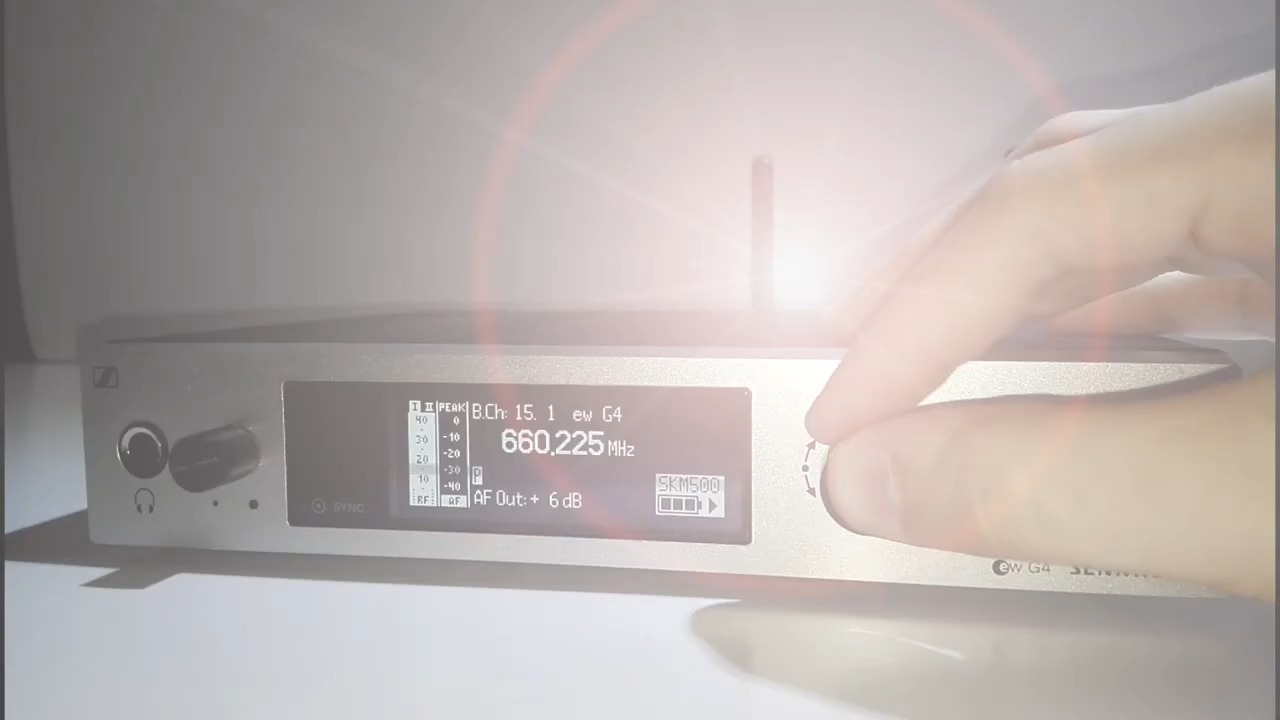 I II PEAK
40 0
30 -10
20 -20
10 -30
-40
RF AF
B.Ch: 15. 1 ew G4
660.225 MHz
P
AF Out: + 6 dB
SKM500
SYNC
ew G4